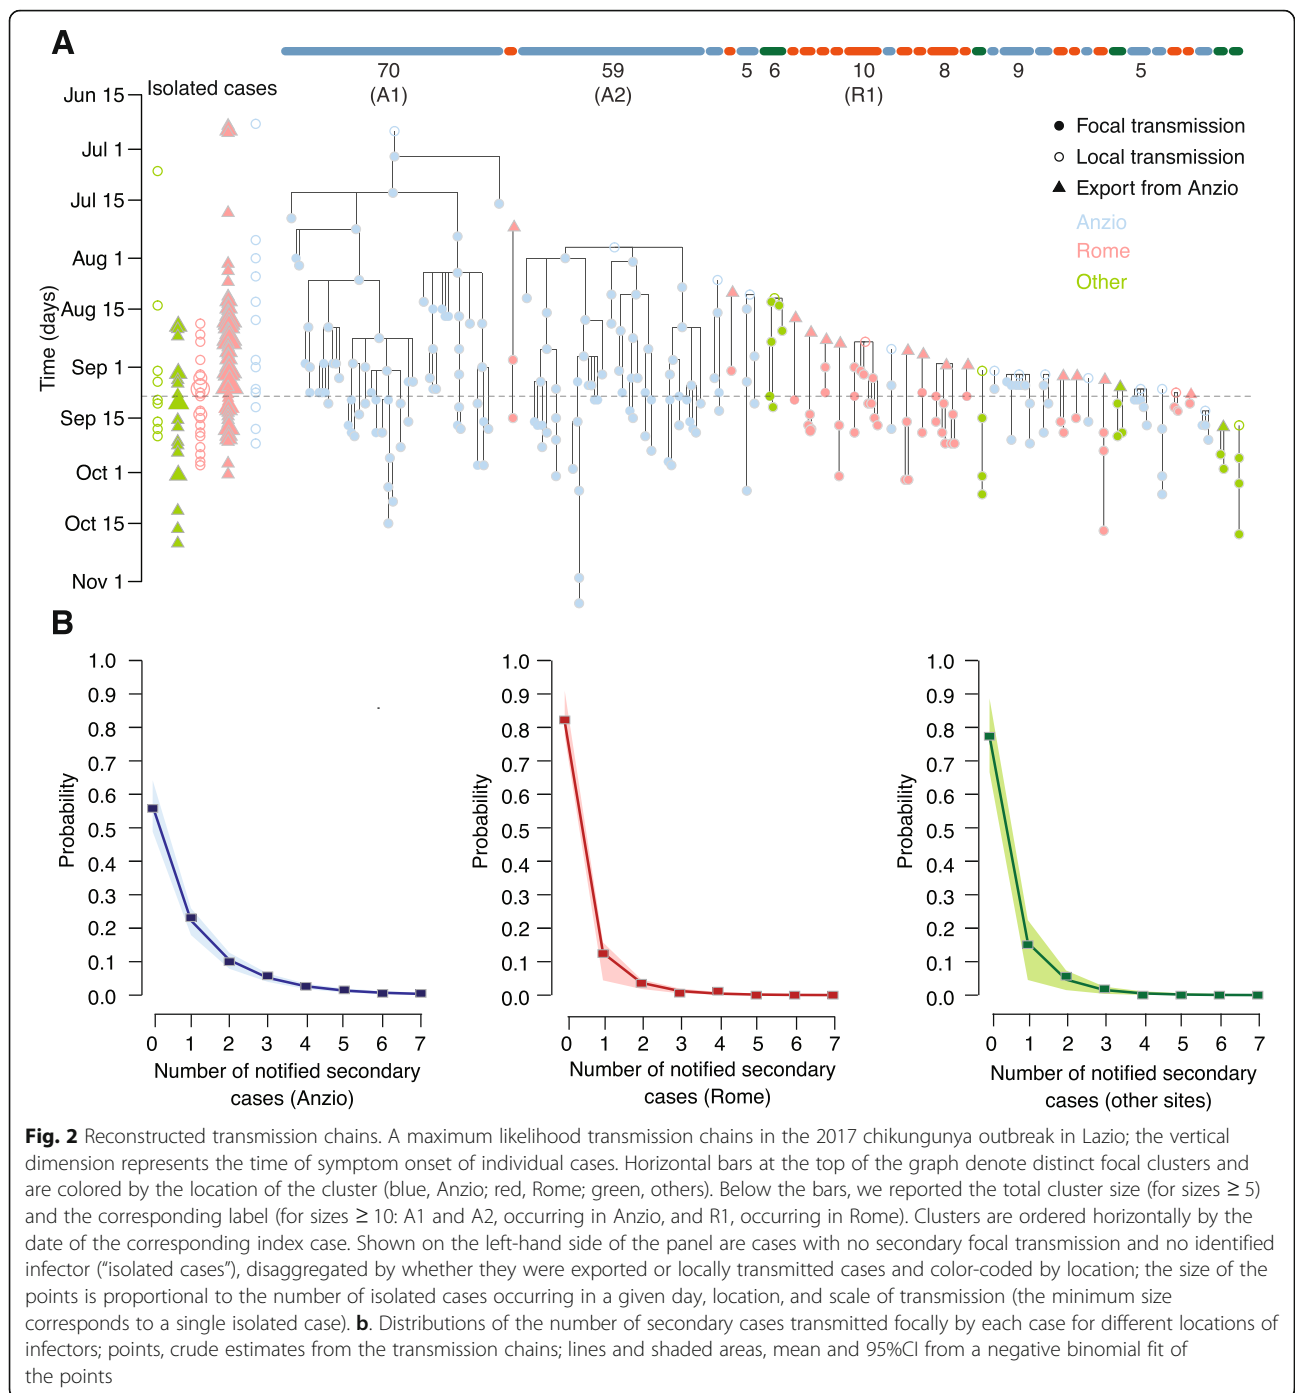 A
70
59
5
6
10
8
9
5
Isolated cases
(A1)
(A2)
(R1)
Jun 15
Jul 1
Jul 15
Aug 1
Aug 15
Sep 1
Sep 15
Oct 1
Oct 15
Nov 1
Time (days)
Focal transmission
Local transmission
Export from Anzio
Anzio
Rome
Other
B
1.0
0.9
0.8
0.7
0.6
0.5
0.4
0.3
0.2
0.1
0.0
Probability
0 1 2 3 4 5 6 7
Number of notified secondary
cases (Anzio)
1.0
0.9
0.8
0.7
0.6
0.5
0.4
0.3
0.2
0.1
0.0
Probability
0 1 2 3 4 5 6 7
Number of notified secondary
cases (Rome)
1.0
0.9
0.8
0.7
0.6
0.5
0.4
0.3
0.2
0.1
0.0
Probability
0 1 2 3 4 5 6 7
Number of notified secondary
cases (other sites)
Fig. 2 Reconstructed transmission chains. A maximum likelihood transmission chains in the 2017 chikungunya outbreak in Lazio; the vertical
dimension represents the time of symptom onset of individual cases. Horizontal bars at the top of the graph denote distinct focal clusters and
are colored by the location of the cluster (blue, Anzio; red, Rome; green, others). Below the bars, we reported the total cluster size (for sizes ≥ 5)
and the corresponding label (for sizes ≥ 10: A1 and A2, occurring in Anzio, and R1, occurring in Rome). Clusters are ordered horizontally by the
date of the corresponding index case. Shown on the left-hand side of the panel are cases with no secondary focal transmission and no identified
infector (“isolated cases”), disaggregated by whether they were exported or locally transmitted cases and color-coded by location; the size of the
points is proportional to the number of isolated cases occurring in a given day, location, and scale of transmission (the minimum size
corresponds to a single isolated case). b. Distributions of the number of secondary cases transmitted focally by each case for different locations of
infectors; points, crude estimates from the transmission chains; lines and shaded areas, mean and 95%CI from a negative binomial fit of
the points